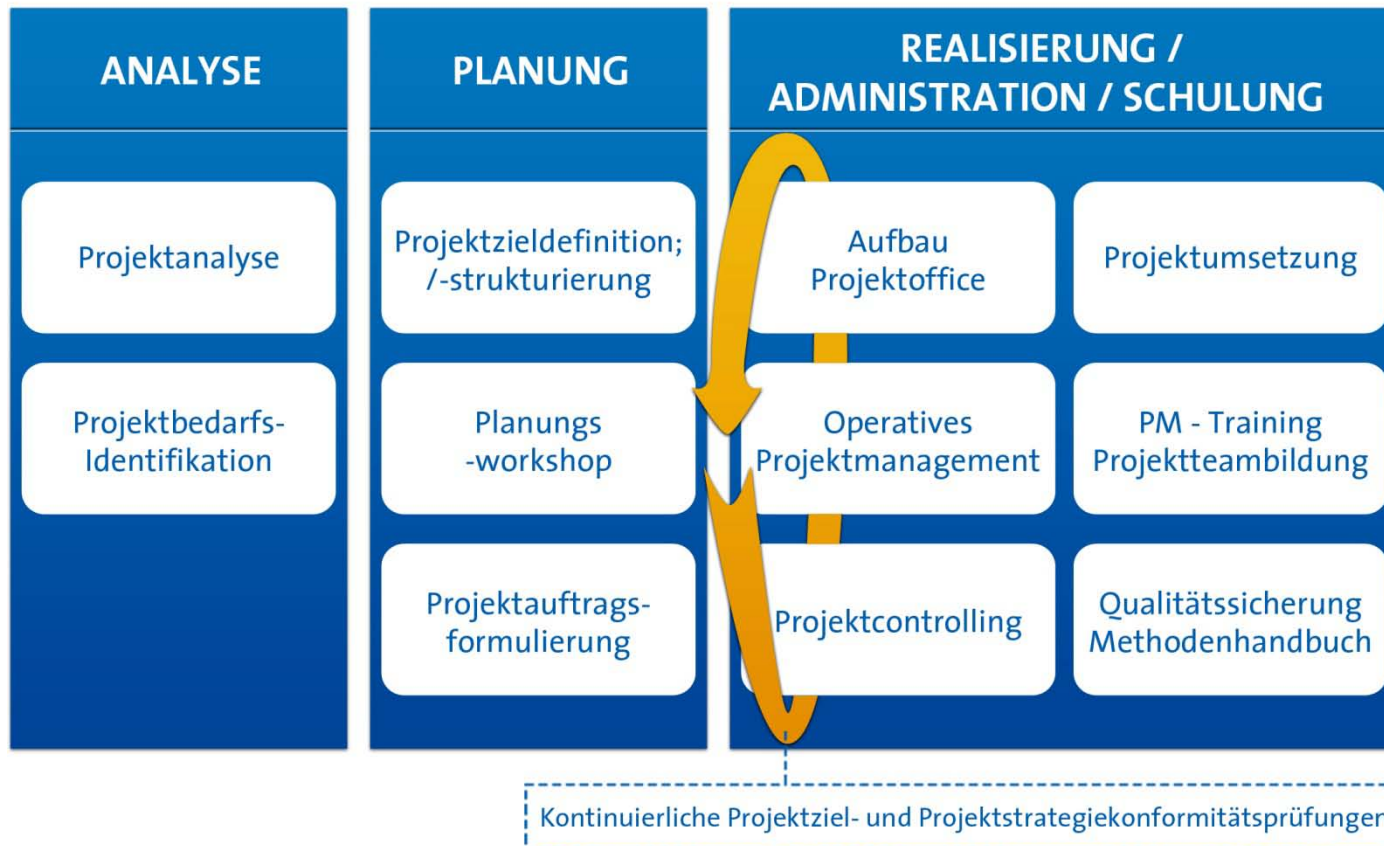 ANALYSE
Projektanalyse
Projektbedarfs-
Identifikation
PLANUNG
Projektzieldefinition;
/-strukturierung
Planungs
-workshop
Projektauftrags-
formulierung
REALISIERUNG /
ADMINISTRATION / SCHULUNG
Aufbau
Projektoffice
Projektumsetzung
Operatives
Projektmanagement
PM - Training
Projektteambildung
Projektcontrolling
Qualitätssicherung
Methodenhandbuch
Kontinuierliche Projektziel- und Projektstrategiekonformitätsprüfungen